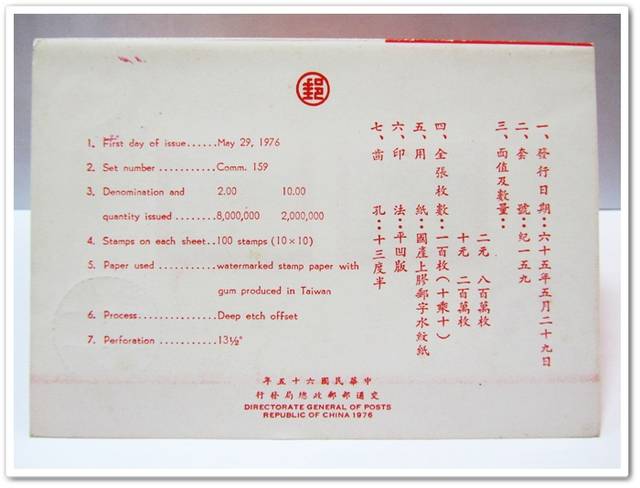 郵
1. First day of issue......May 29, 1976
2. Set number ...........Comm. 159
3. Denomination and 2.00 10.00
quantity issued .........8,000,000 2,000,000
4. Stamps on each sheet..100 stamps (10×10)
5. Paper used ...........watermarked stamp paper with
gum produced in Taiwan
6. Process...............Deep etch offset
7. Perforation ..........13½°
一、發行日期：六十五年五月二十九日
二、套號：紀一五九
三、面值及數量：
二元 八百萬枚
十元 二百萬枚
四、全張枚數：一百枚（十乘十）
五、用紙：國產上膠郵字水紋紙
六、印法：平凹版
七、齒孔：十三度半
年五十六國民華中
行發局總政郵部通交
DIRECTORATE GENERAL OF POSTS
REPUBLIC OF CHINA 1976